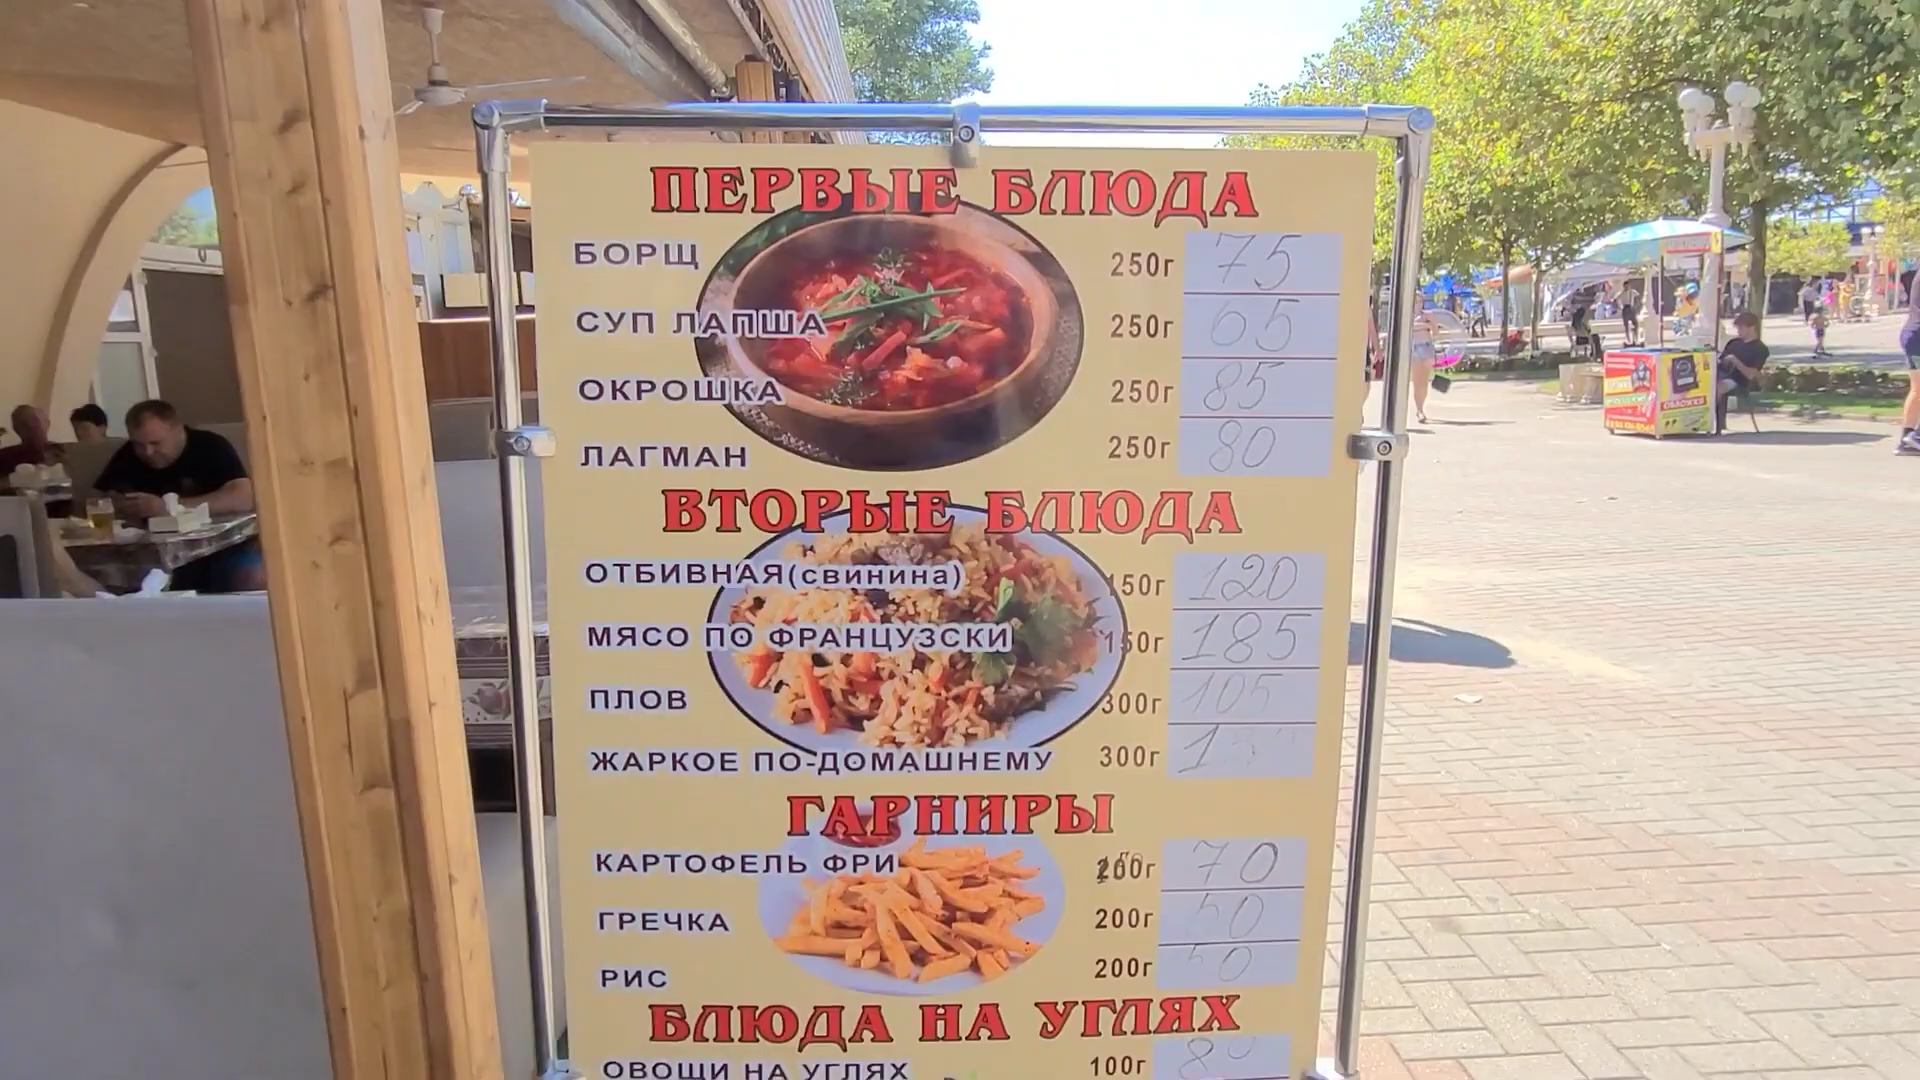 ПЕРВЫЕ БЛЮДА
БОРЩ 250г 75
СУП ЛАПША 250г 65
ОКРОШКА 250г 85
ЛАГМАН 250г 80
ВТОРЫЕ БЛЮДА
ОТБИВНАЯ(свинина) 150г 120
МЯСО ПО ФРАНЦУЗСКИ 150г 185
ПЛОВ 300г 105
ЖАРКОЕ ПО-ДОМАШНЕМУ 300г
ГАРНИРЫ
КАРТОФЕЛЬ ФРИ 70
ГРЕЧКА 200г 50
РИС 200г 50
БЛЮДА НА УГЛЯХ
ОВОЩИ НА УГЛЯХ 100г